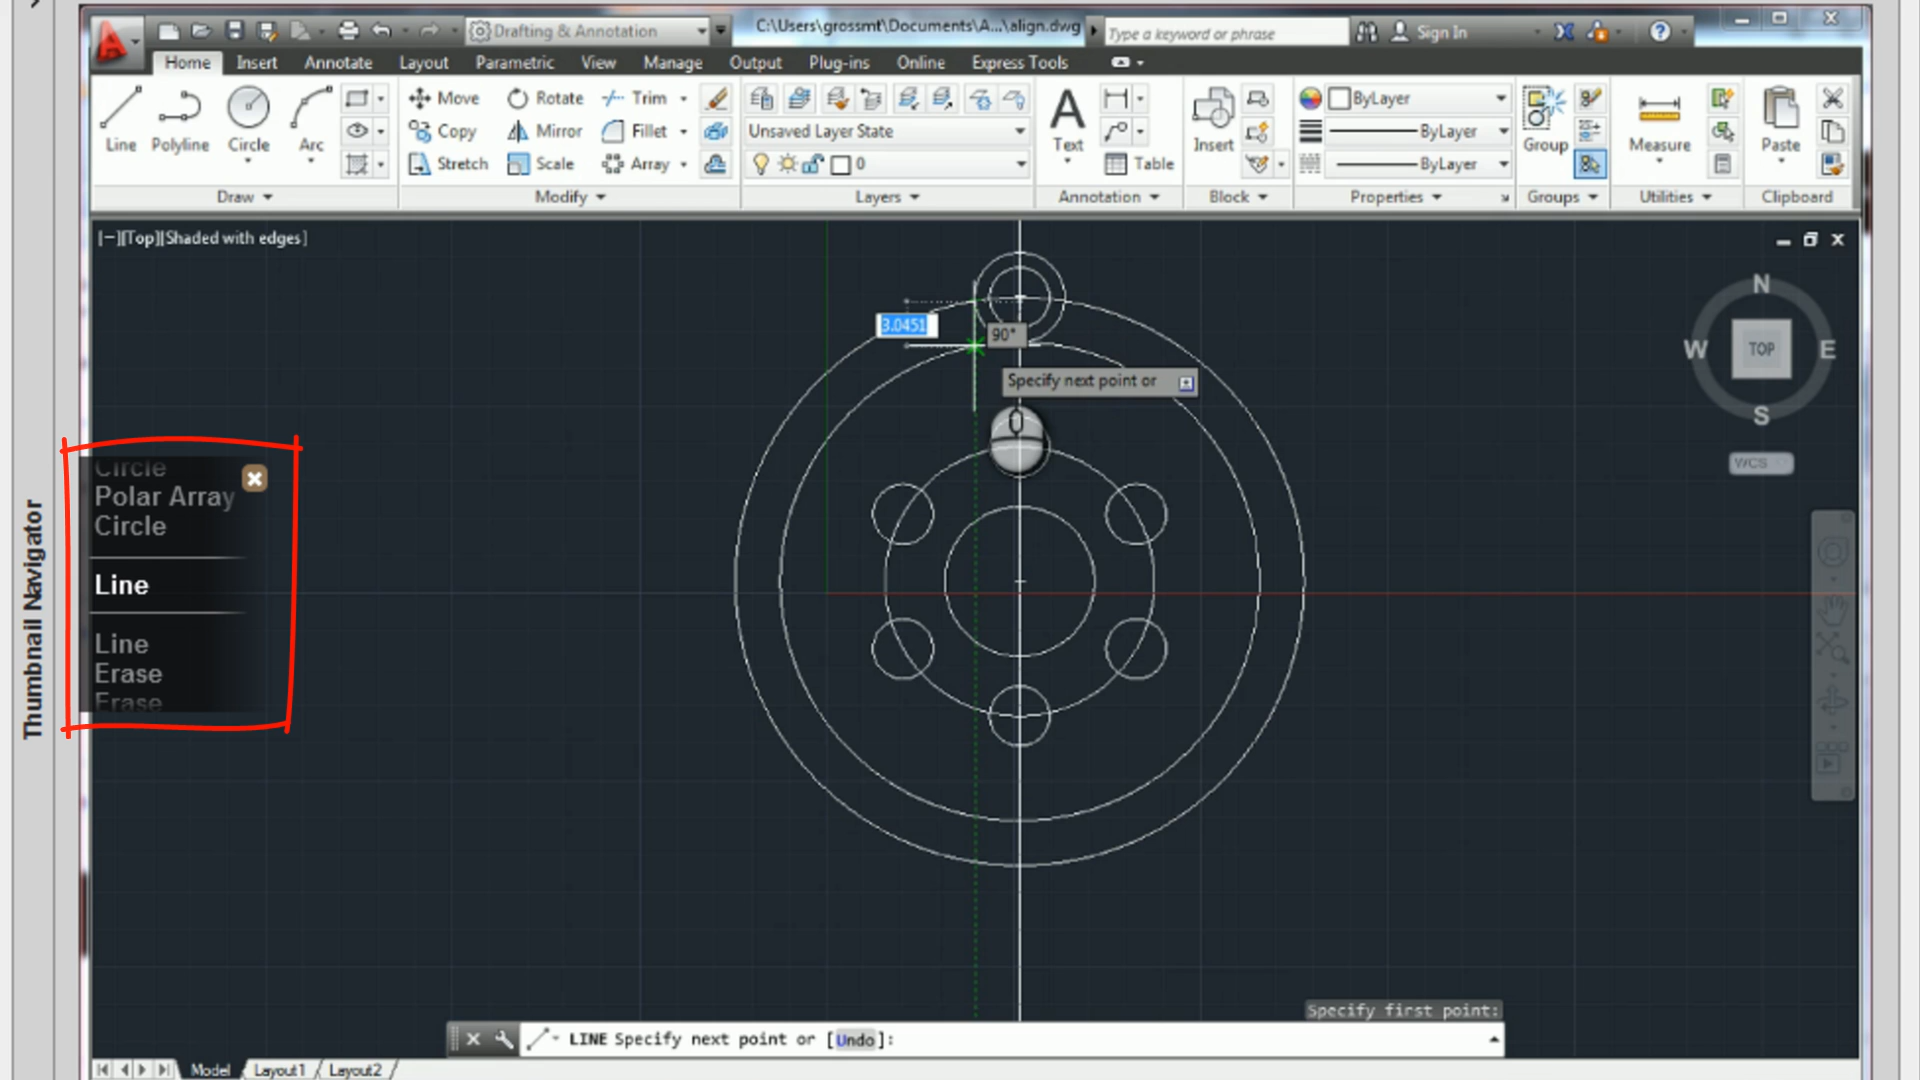 Drafting & Annotation
C:\Users\grossmt\Documents\A...\align.dwg
Type a keyword or phrase
Sign In
Home Insert Annotate Layout Parametric View Manage Output Plug-ins Online Express Tools
Line Polyline Circle Arc
Move Rotate Trim
Copy Mirror Fillet
Stretch Scale Array
Unsaved Layer State
0
A
Text
Table
Insert
ByLayer
ByLayer
ByLayer
Group
Measure
Paste
Draw Modify Layers Annotation Block Properties Groups Utilities Clipboard
[−][Top][Shaded with edges]
N
W TOP E
S
WCS
3.0451
90°
Specify next point or
Thumbnail Navigator
Circle
Polar Array
Circle
Line
Line
Erase
Erase
Specify first point:
LINE Specify next point or [Undo]:
Model Layout1 Layout2